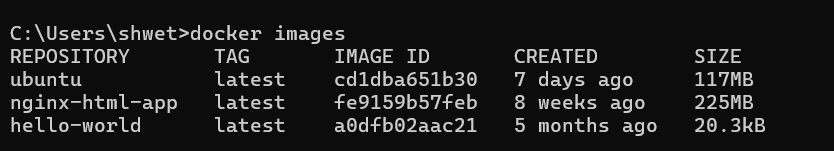 C:\Users\shwet>docker images
REPOSITORY TAG IMAGE ID CREATED SIZE
ubuntu latest cd1dba651b30 7 days ago 117MB
nginx-html-app latest fe9159b57feb 8 weeks ago 225MB
hello-world latest a0dfb02aac21 5 months ago 20.3kB